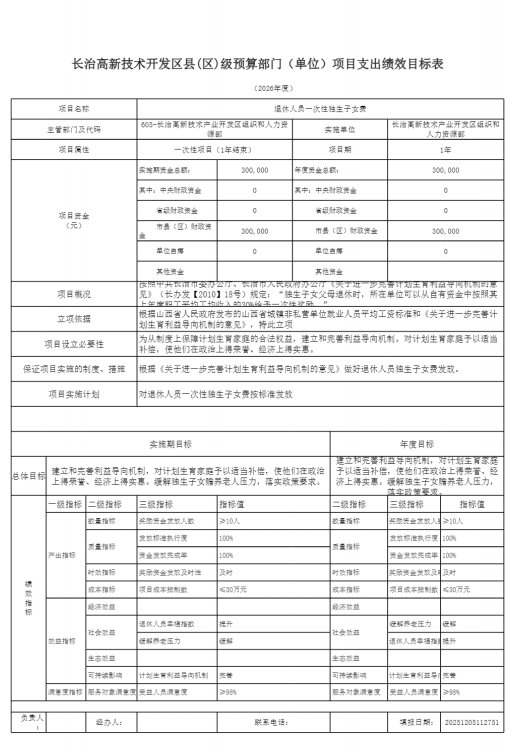 长治高新技术开发区县(区)级预算部门（单位）项目支出绩效目标表
（2026年度）
项目名称 退休人员一次性独生子女费
主管部门及代码 603-长治高新技术产业开发区组织和人力资源部 实施单位 长治高新技术产业开发区组织和人力资源部
项目属性 一次性项目（1年结束） 项目期 1年
项目资金（元）
实施期资金总额： 300,000 年度资金总额： 300,000
其中：中央财政资金 0 其中：中央财政资金 0
省级财政资金 0 省级财政资金 0
市县（区）财政资金 300,000 市县（区）财政资金 300,000
单位自筹 0 单位自筹 0
其他资金 其他资金
项目概况 按照中共长治市委办公厅、长治市人民政府办公厅《关于进一步完善计划生育利益导向机制的意见》（长办发【2010】18号）规定：“独生子女父母退休时，所在单位可以从自有资金中按照其上年度职工平均工均收入的30%给予一次性奖励。”
立项依据 根据山西省人民政府发布的山西省城镇非私营单位就业人员平均工资标准和《关于进一步完善计划生育利益导向机制的意见》，特此立项
项目设立必要性 为从制度上保障计划生育家庭的合法权益，建立和完善利益导向机制、对计划生育家庭予以适当补偿，使他们在政治上得荣誉、经济上得实惠。
保证项目实施的制度、措施 根据《关于进一步完善计划生育利益导向机制的意见》做好退休人员独生子女费发放。
项目实施计划 对退休人员一次性独生子女费按标准发放
实施期目标 年度目标
总体目标 建立和完善利益导向机制，对计划生育家庭予以适当补偿，使他们在政治上得荣誉、经济上得实惠。缓解独生子女赡养老人压力，落实政策要求。 建立和完善利益导向机制，对计划生育家庭予以适当补偿，使他们在政治上得荣誉、经济上得实惠。缓解独生子女赡养老人压力，落实政策要求。
绩效指标
一级指标 二级指标 三级指标 指标值 二级指标 三级指标 指标值
产出指标
数量指标 奖励资金发放人数 ≥10人 数量指标 奖励资金发放人数 ≥10人
质量指标 发放标准执行度 100% 质量指标 发放标准执行度 100%
资金发放完成率 100% 资金发放完成率 100%
时效指标 奖励资金发放及时性 及时 时效指标 奖励资金发放及时 及时
成本指标 项目成本控制数 ≤30万元 成本指标 项目成本控制数 ≤30万元
效益指标
经济效益 经济效益
社会效益 退休人员幸福指数 提升 社会效益 缓解养老压力 缓解
缓解养老压力 缓解 退休人员幸福指数 提升
生态效益 生态效益
可持续影响 计划生育利益导向机制 完善 可持续影响 计划生育利益导向 完善
满意度指标 服务对象满意度 受益人员满意度 ≥98% 服务对象满意度 受益人员满意度 ≥98%
负责人： 经办人： 联系电话： 填报日期： 20251203112731